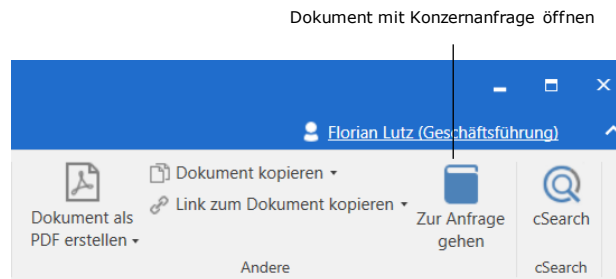 Dokument mit Konzernanfrage öffnen
Florian Lutz (Geschäftsführung)
Dokument als
PDF erstellen
Dokument kopieren
Link zum Dokument kopieren
Zur Anfrage
gehen
cSearch
Andere
cSearch